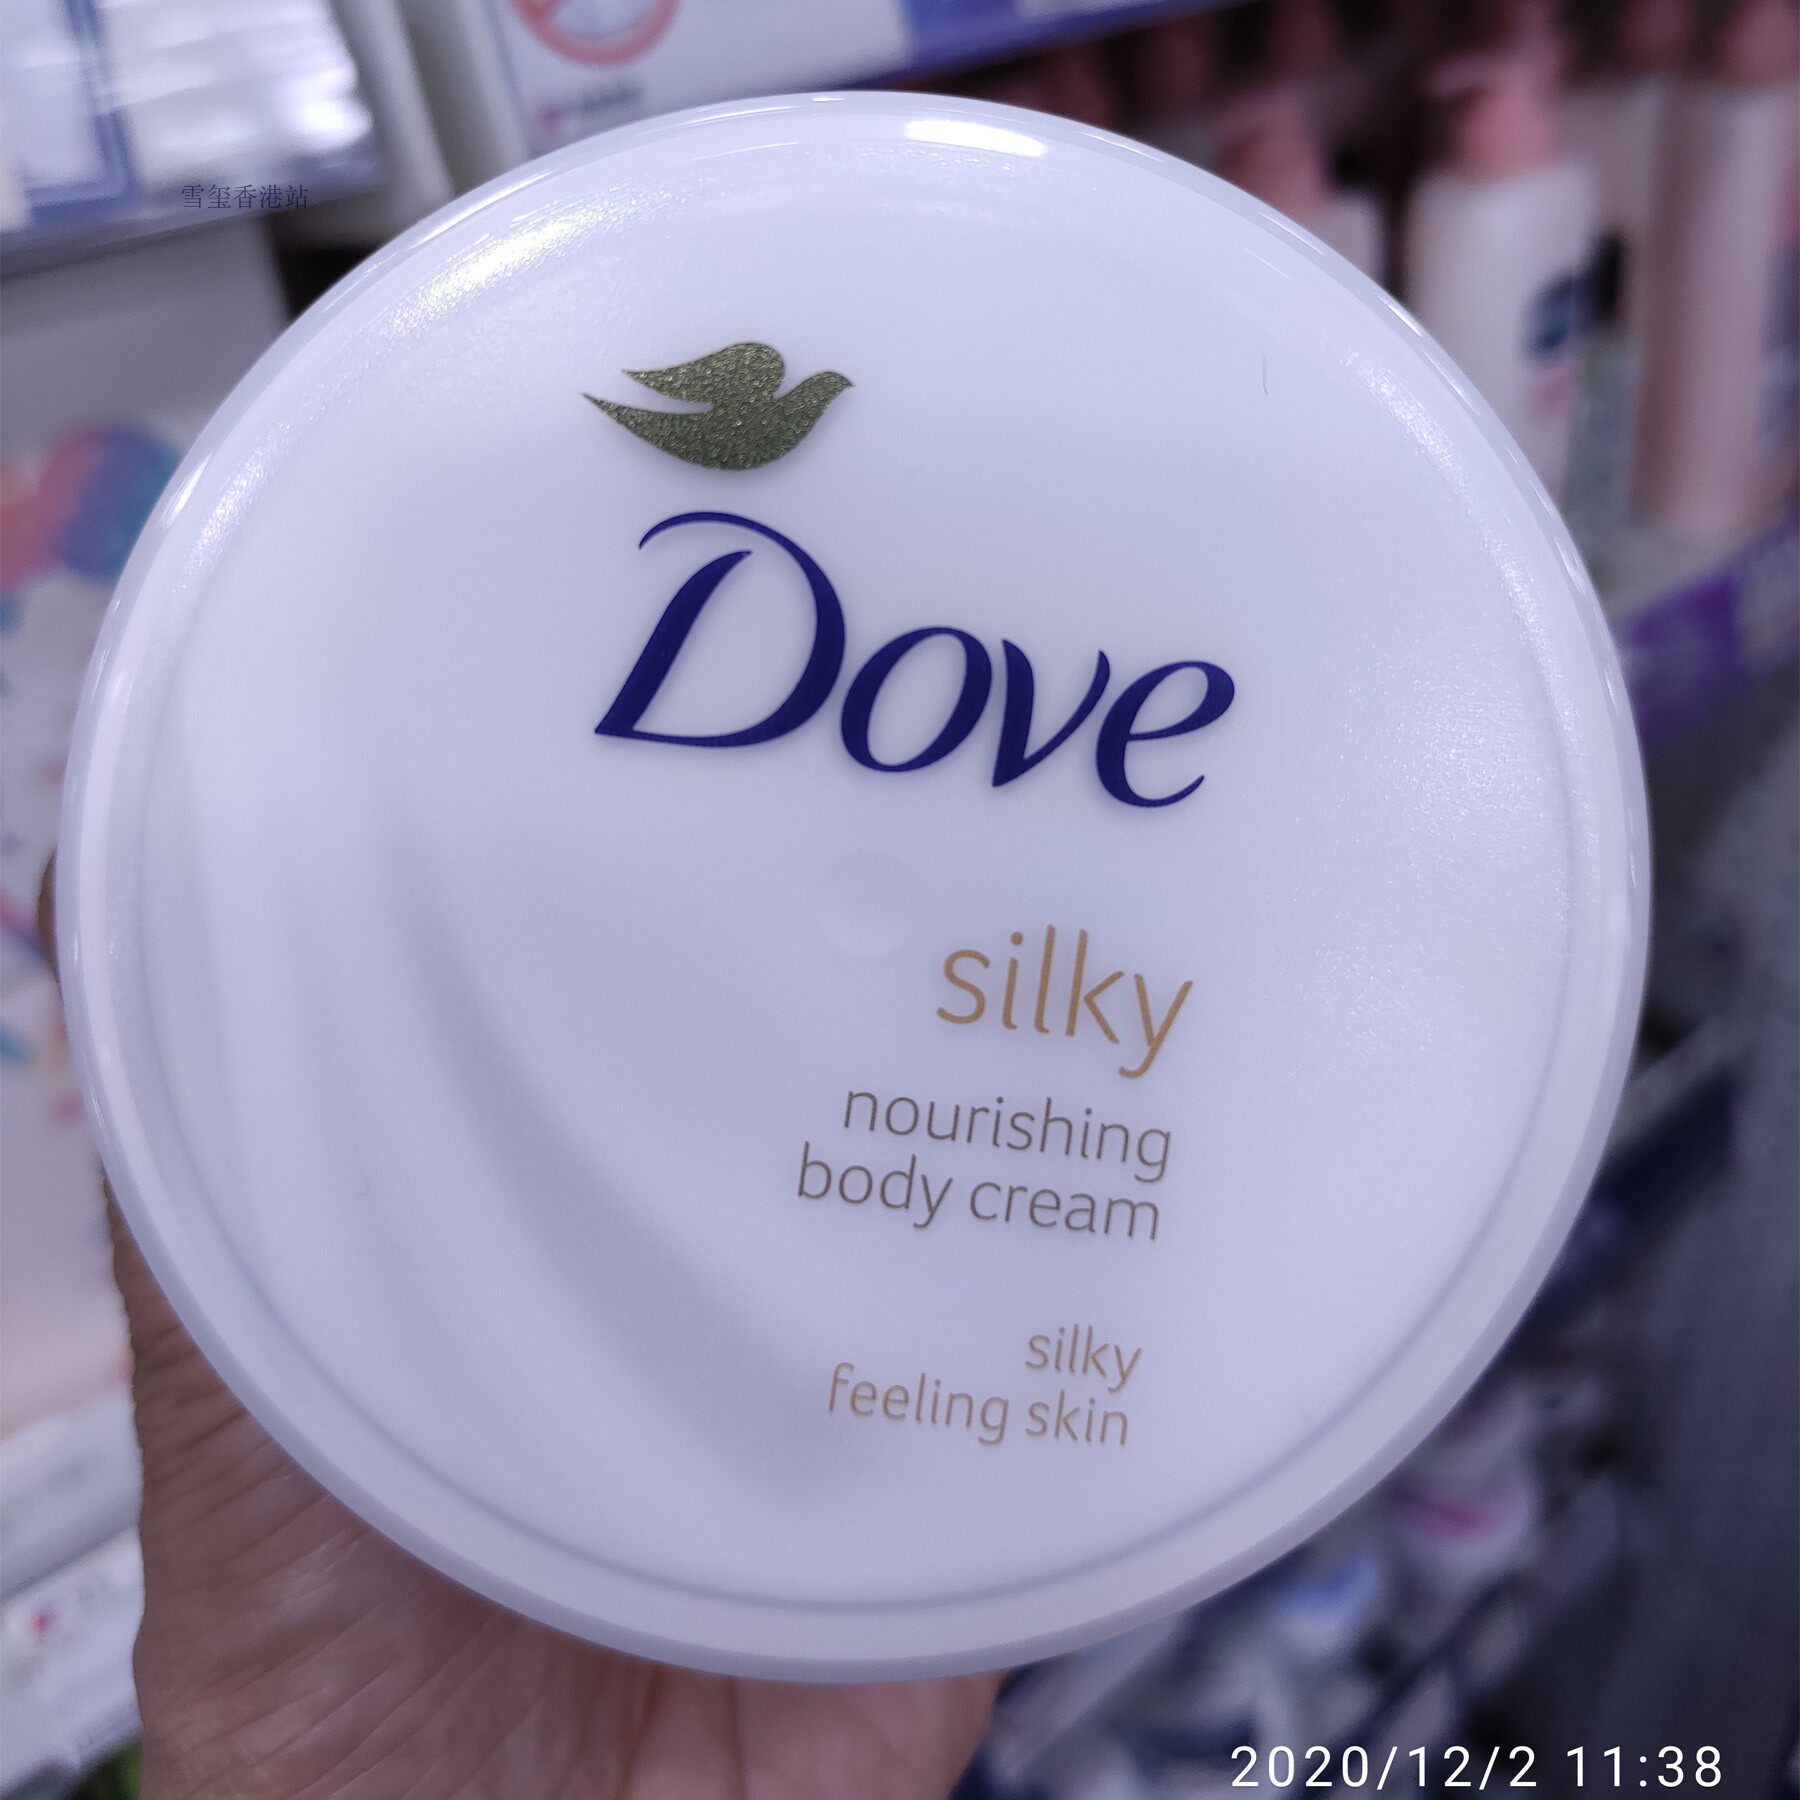 雪玺香港站
Dove
silky
nourishing
body cream
silky
feeling skin
2020/12/2 11:38